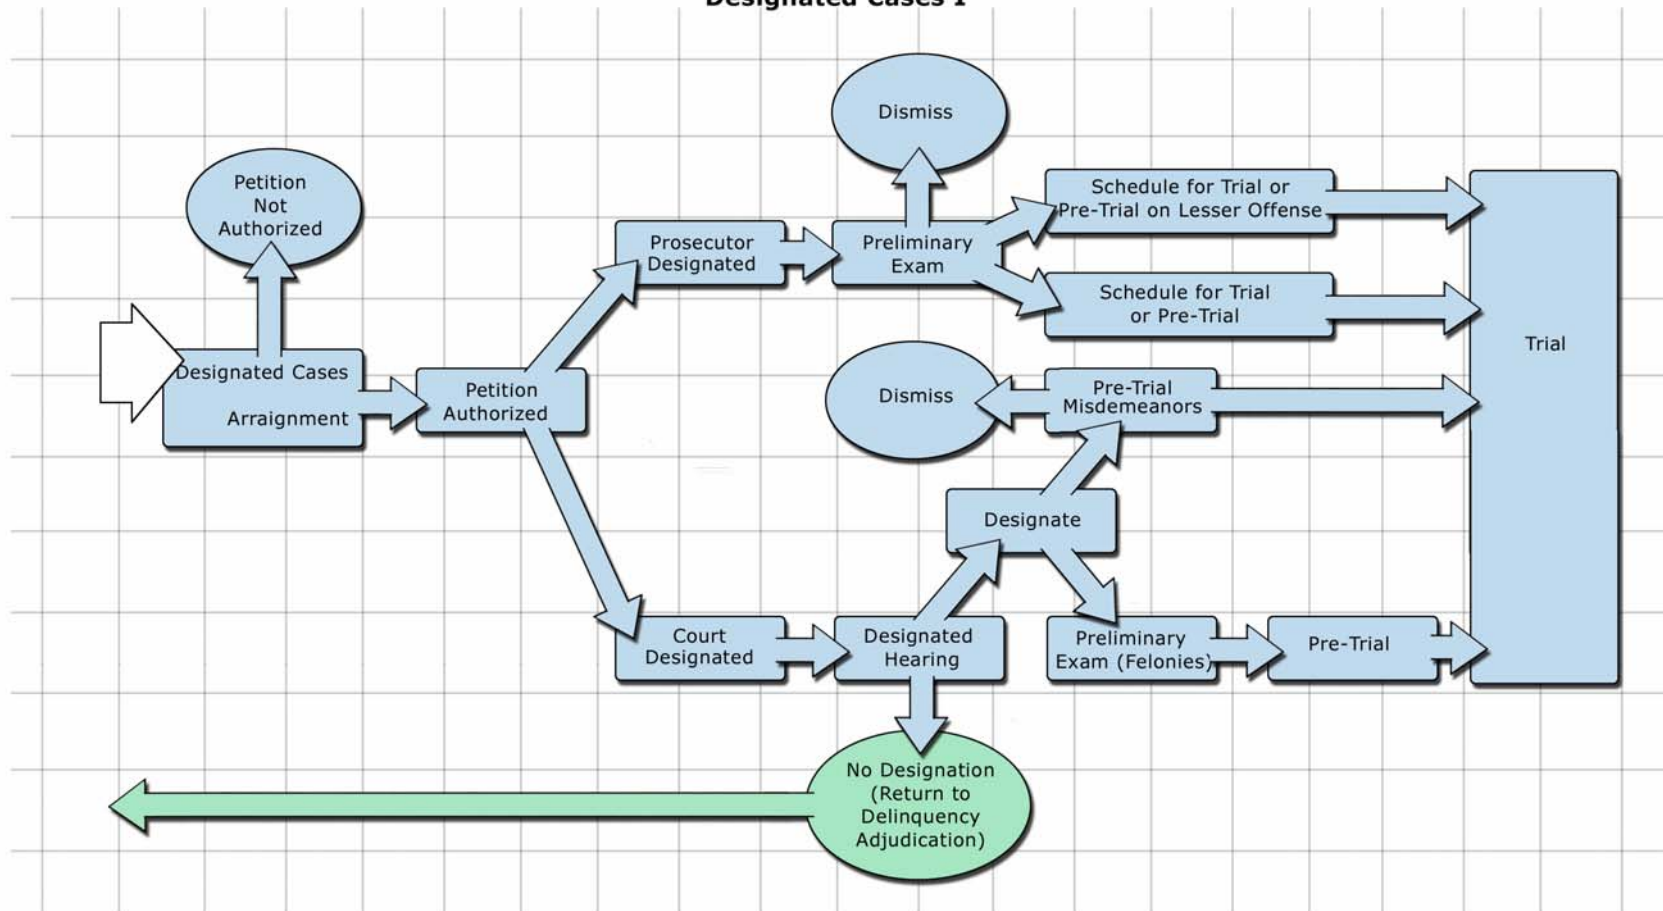 Designated Cases I
Dismiss
Petition
Not
Authorized
Schedule for Trial or
Pre-Trial on Lesser Offense
Prosecutor
Designated
Preliminary
Exam
Schedule for Trial
or Pre-Trial
Trial
Designated Cases
Arraignment
Petition
Authorized
Dismiss
Pre-Trial
Misdemeanors
Designate
Court
Designated
Designated
Hearing
Preliminary
Exam (Felonies)
Pre-Trial
No Designation
(Return to
Delinquency
Adjudication)